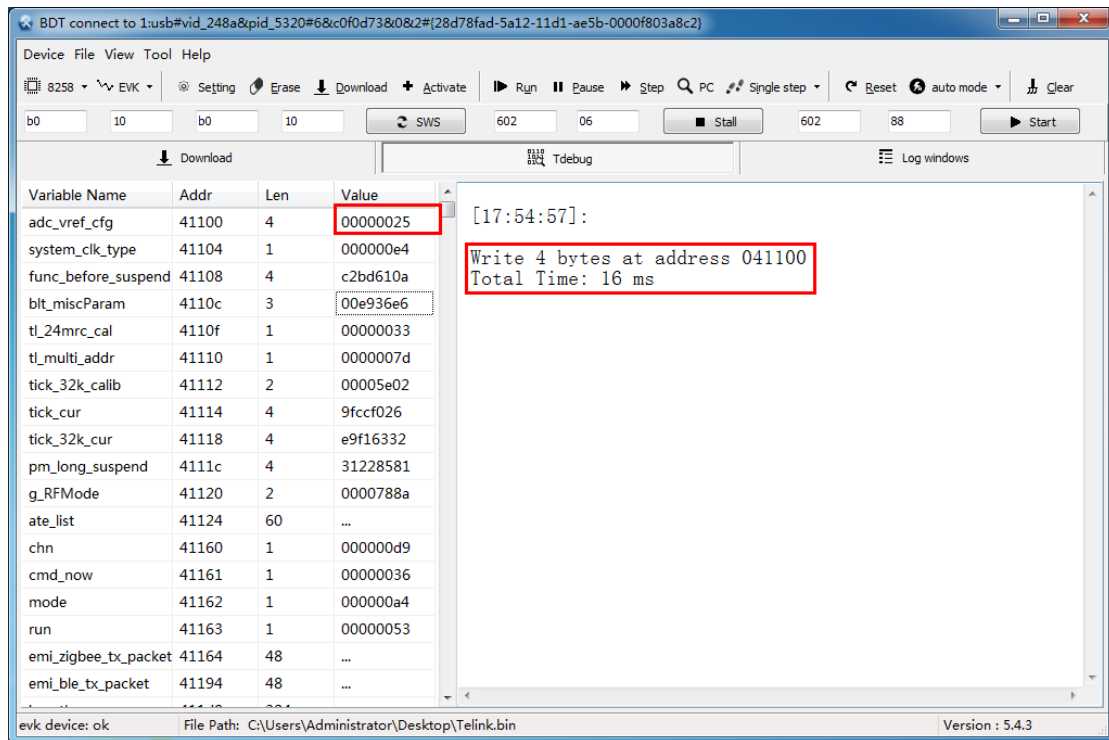 BDT connect to 1:usb#vid_248a&pid_5320#6&c0f0d73&0&2#{28d78fad-5a12-11d1-ae5b-0000f803a8c2}
Device File View Tool Help
8258 EVK Setting Erase Download Activate Run Pause Step PC Single step Reset auto mode Clear
b0 10 b0 10 SWS 602 06 Stall 602 88 Start
Download Tdebug Log windows
Variable Name Addr Len Value
adc_vref_cfg 41100 4 00000025
system_clk_type 41104 1 000000e4
func_before_suspend 41108 4 c2bd610a
blt_miscParam 4110c 3 00e936e6
tl_24mrc_cal 4110f 1 00000033
tl_multi_addr 41110 1 0000007d
tick_32k_calib 41112 2 00005e02
tick_cur 41114 4 9fccf026
tick_32k_cur 41118 4 e9f16332
pm_long_suspend 4111c 4 31228581
g_RFMode 41120 2 0000788a
ate_list 41124 60 ...
chn 41160 1 000000d9
cmd_now 41161 1 00000036
mode 41162 1 000000a4
run 41163 1 00000053
emi_zigbee_tx_packet 41164 48 ...
emi_ble_tx_packet 41194 48 ...
[17:54:57]:
Write 4 bytes at address 041100
Total Time: 16 ms
evk device: ok File Path: C:\Users\Administrator\Desktop\Telink.bin Version : 5.4.3